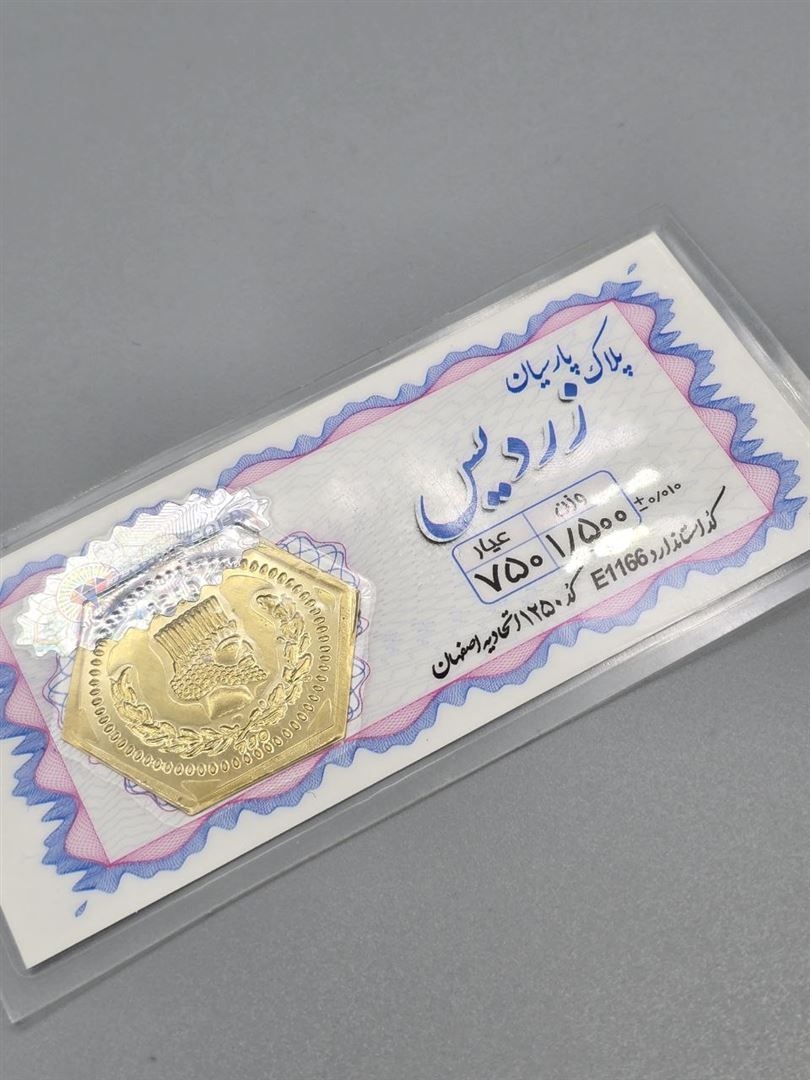 پلاک پارسیان
زردیس
وزن عیار
۱/۵۰۰ ۷۵۰
±۰/۰۱۰
کد استاندارد E1166 کد ۱۲۵۰ اتحادیه اصفهان